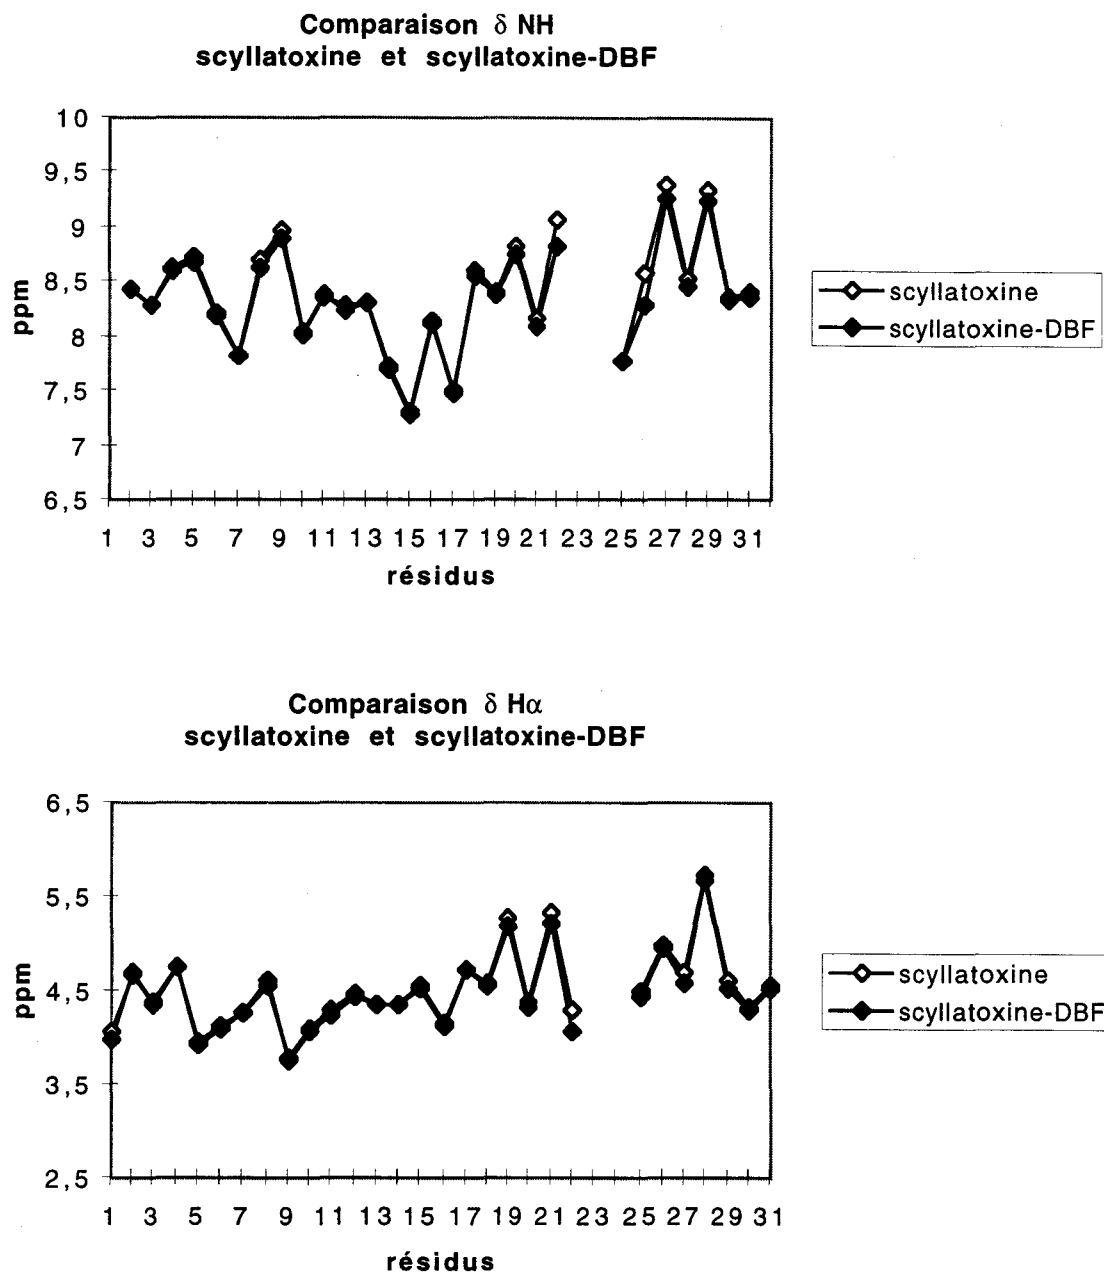 Comparaison δ NH
scyllatoxine et scyllatoxine-DBF
10
9,5
9
8,5
8
7,5
7
6,5
ppm
1 3 5 7 9 11 13 15 17 19 21 23 25 27 29 31
résidus
scyllatoxine
scyllatoxine-DBF
Comparaison δ Hα
scyllatoxine et scyllatoxine-DBF
6,5
5,5
4,5
3,5
2,5
ppm
1 3 5 7 9 11 13 15 17 19 21 23 25 27 29 31
résidus
scyllatoxine
scyllatoxine-DBF